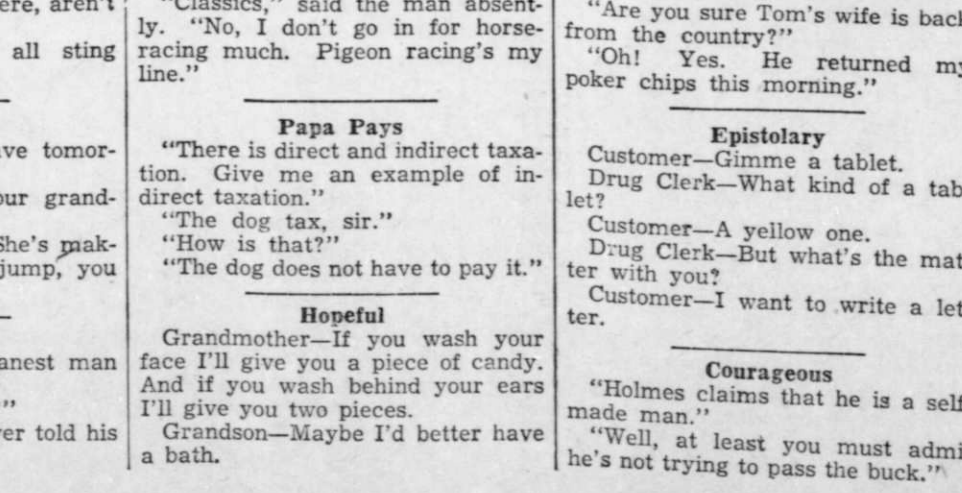 ere, aren't
all sting
ve tomor-
our grand-
She's mak-
jump, you
anest man
"
er told his
"Classics," said the man absent-
ly. "No, I don't go in for horse-
racing much. Pigeon racing's my
line."
Papa Pays
"There is direct and indirect taxa-
tion. Give me an example of in-
direct taxation."
"The dog tax, sir."
"How is that?"
"The dog does not have to pay it."
Hopeful
Grandmother—If you wash your
face I'll give you a piece of candy.
And if you wash behind your ears
I'll give you two pieces.
Grandson—Maybe I'd better have
a bath.
"Are you sure Tom's wife is back
from the country?"
"Oh! Yes. He returned my
poker chips this morning."
Epistolary
Customer—Gimme a tablet.
Drug Clerk—What kind of a tab
let?
Customer—A yellow one.
Drug Clerk—But what's the mat
ter with you?
Customer—I want to write a let
ter.
Courageous
"Holmes claims that he is a self
made man."
"Well, at least you must admi
he's not trying to pass the buck."